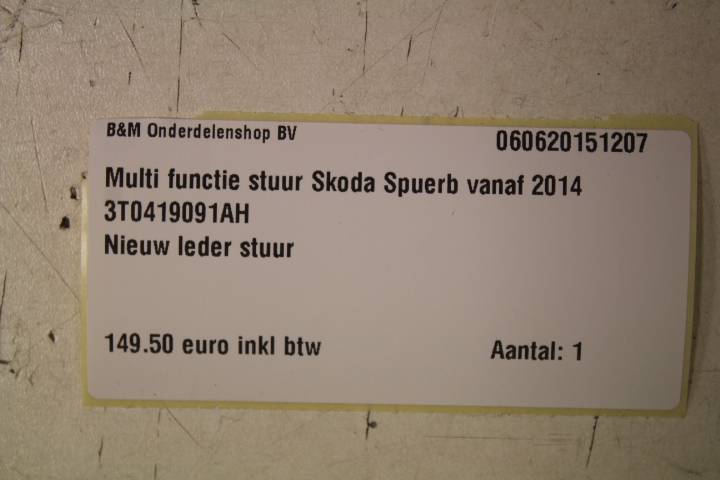 B&M Onderdelenshop BV 060620151207
Multi functie stuur Skoda Spuerb vanaf 2014
3T0419091AH
Nieuw leder stuur
149.50 euro inkl btw Aantal: 1